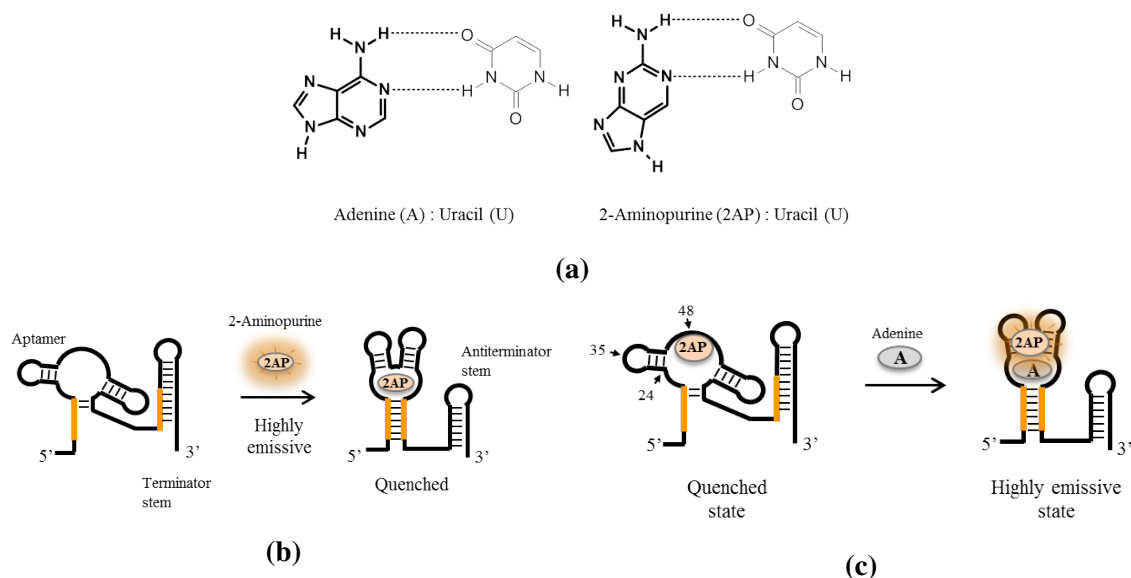 H
H
N
N
N
N
N
H
O
H
N
N
H
O
H
H
N
N
N
N
N
H
O
H
N
N
H
O
Adenine (A) : Uracil (U)
2-Aminopurine (2AP) : Uracil (U)
(a)
Aptamer
2-Aminopurine
2AP
Highly
emissive
Antiterminator
stem
2AP
5’
3’
Terminator
stem
5’
3’
Quenched
(b)
48
35
2AP
24
5’
3’
Quenched
state
Adenine
A
2AP
A
5’
3’
Highly emissive
state
(c)